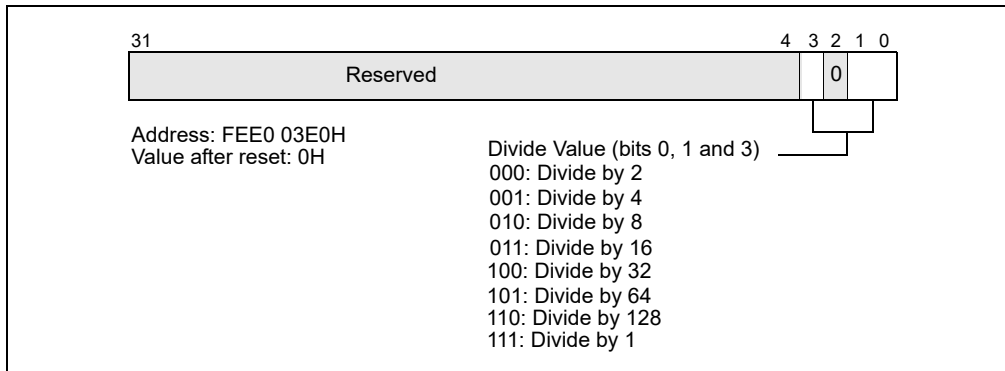 31 4 3 2 1 0
Reserved 0
Address: FEE0 03E0H
Value after reset: 0H
Divide Value (bits 0, 1 and 3)
000: Divide by 2
001: Divide by 4
010: Divide by 8
011: Divide by 16
100: Divide by 32
101: Divide by 64
110: Divide by 128
111: Divide by 1